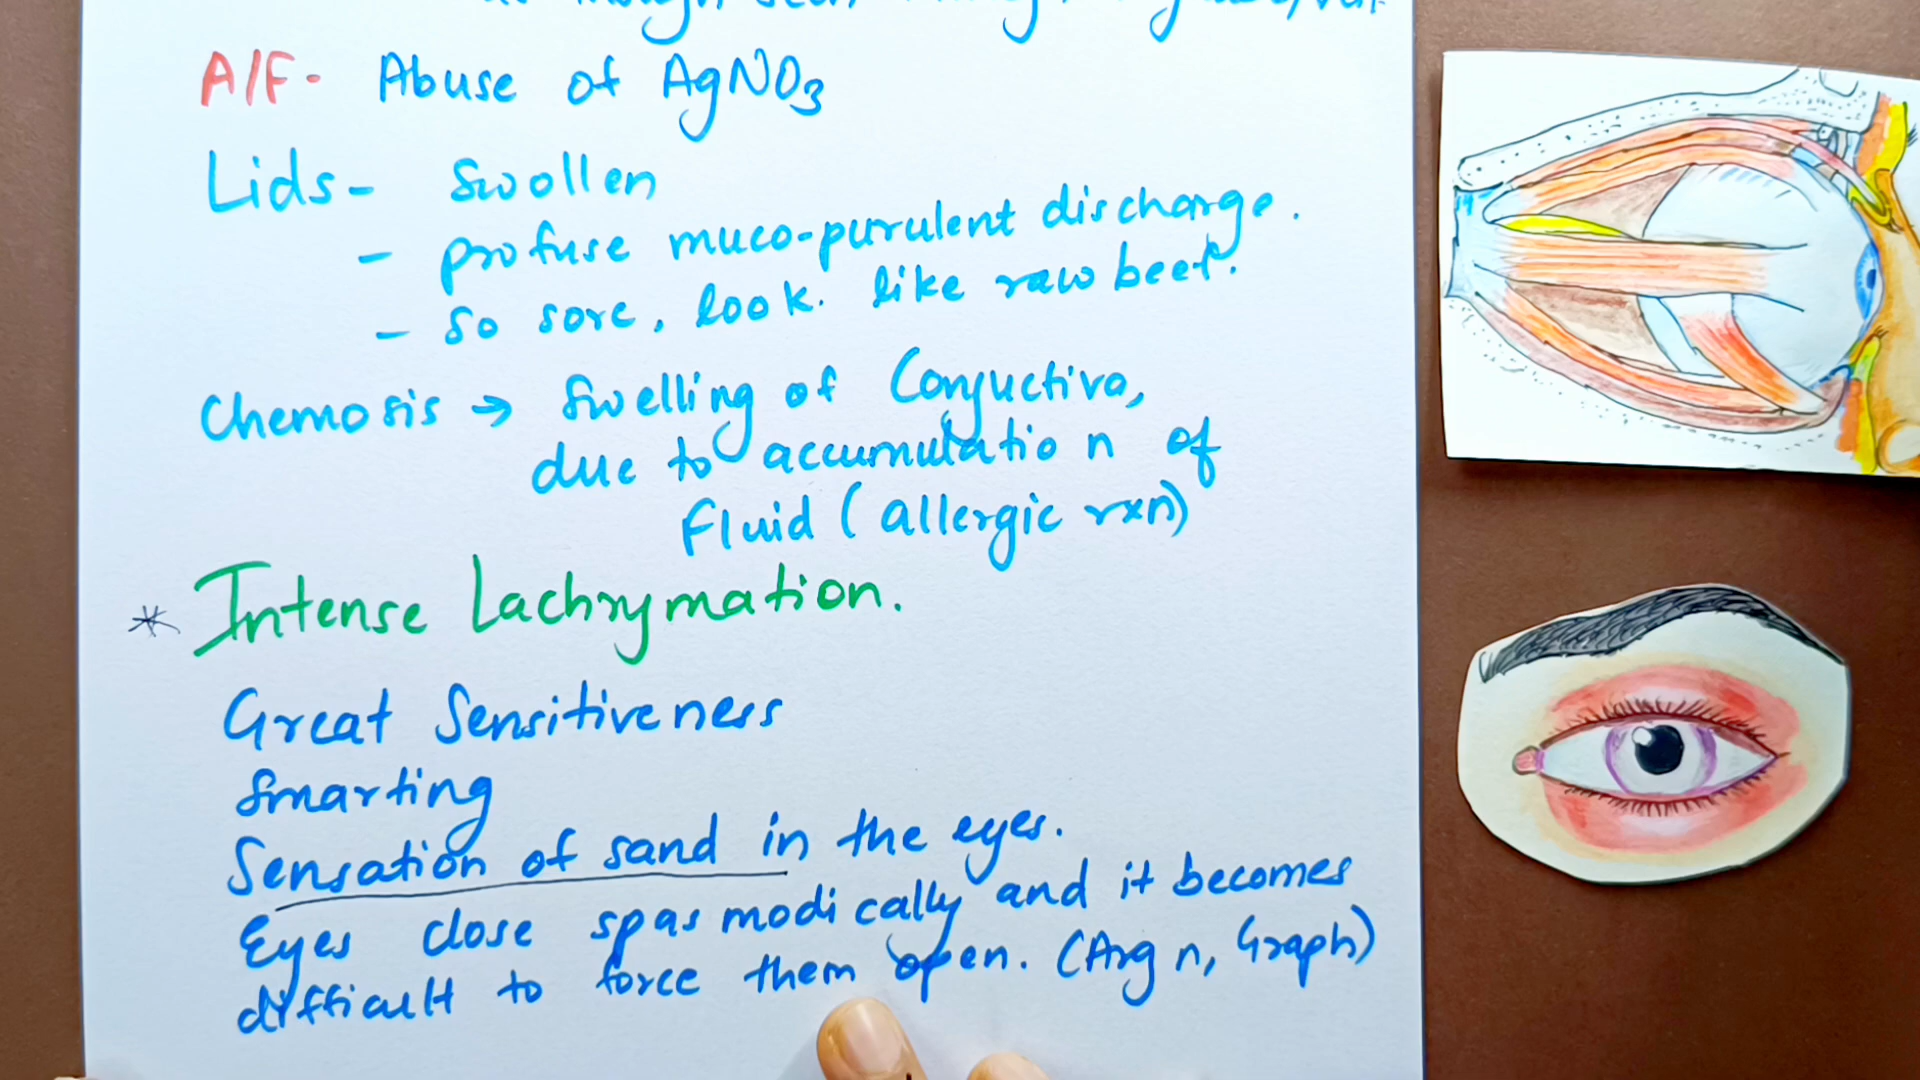 A/F- Abuse of AgNO3
Lids- Swollen
- profuse muco-purulent discharge.
- so sore, look. like raw beef.
Chemosis → Swelling of Conjuctiva,
due to accumulation of
Fluid (allergic rxn)
* Intense Lachrymation.
Great Sensitiveness
Smarting
Sensation of sand in the eyes.
Eyes close spasmodically and it becomes
difficult to force them open. (Arg n, Graph)